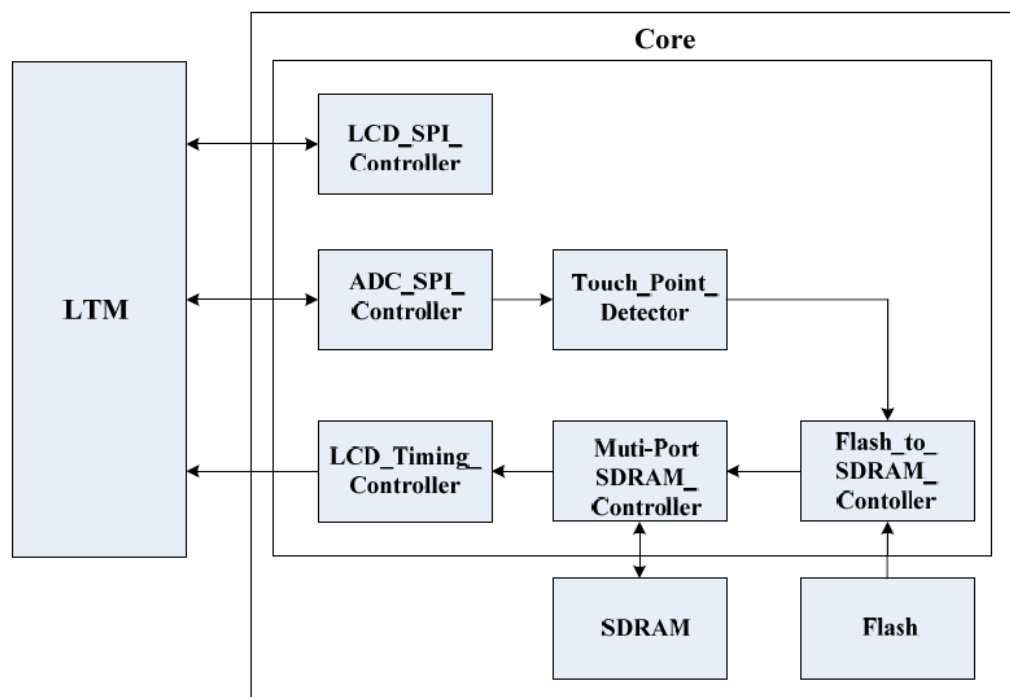 Core
LTM
LCD_SPI_
Controller
ADC_SPI_
Controller
Touch_Point_
Detector
LCD_Timing_
Controller
Muti-Port
SDRAM_
Controller
Flash_to_
SDRAM_
Contoller
SDRAM
Flash